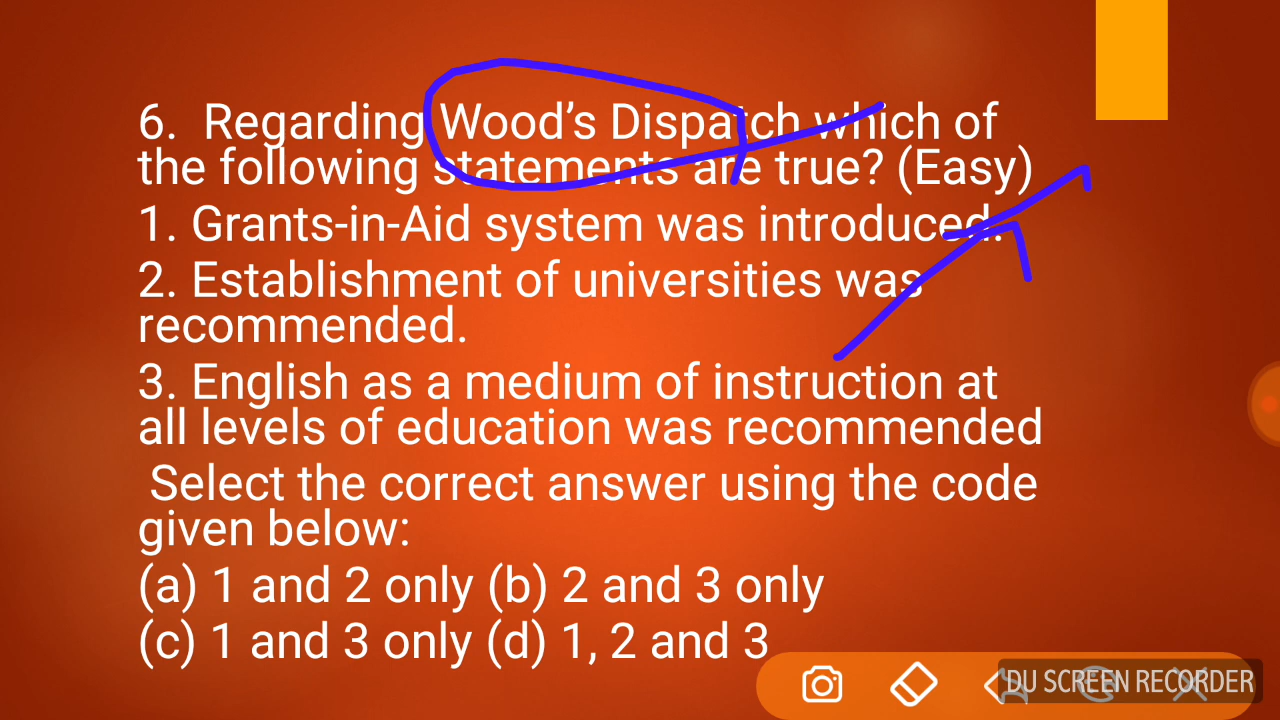 6.  Regarding Wood’s Dispatch which of
the following statements are true? (Easy)
1. Grants-in-Aid system was introduced.
2. Establishment of universities was
recommended.
3. English as a medium of instruction at
all levels of education was recommended
Select the correct answer using the code
given below:
(a) 1 and 2 only (b) 2 and 3 only
(c) 1 and 3 only (d) 1, 2 and 3
DU SCREEN RECORDER